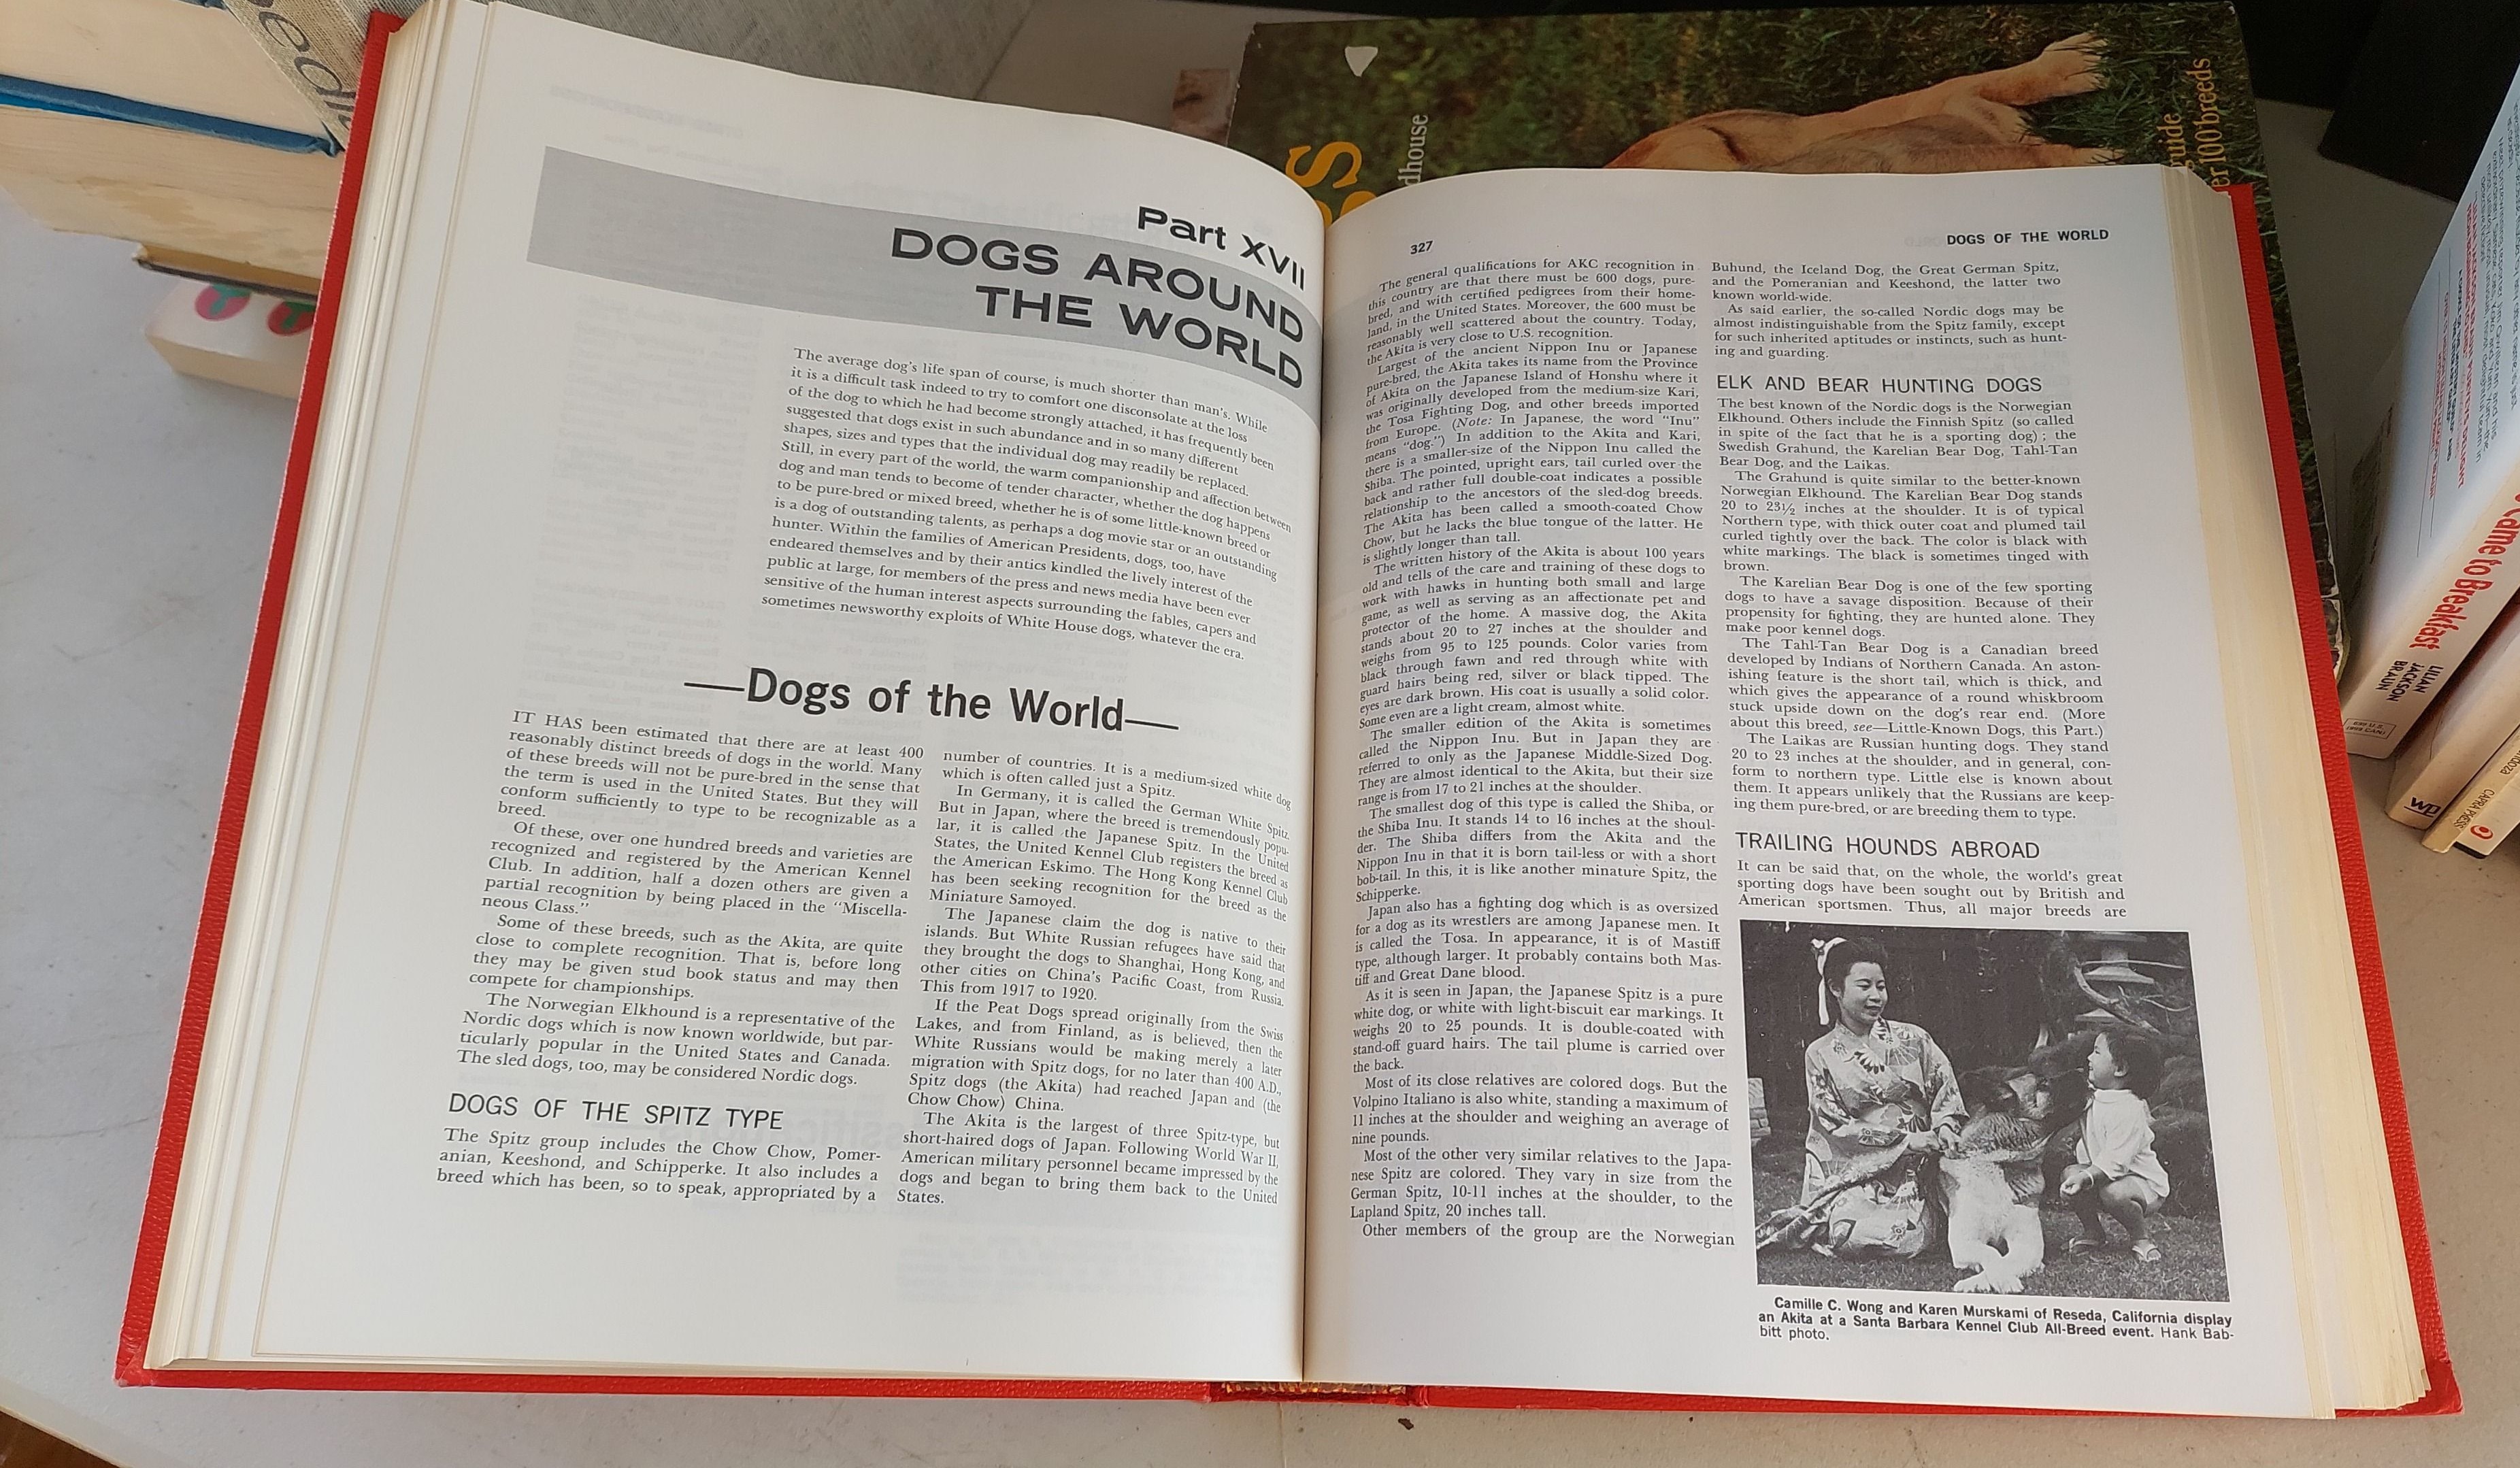 Part XVII
DOGS AROUND
THE WORLD
The average dog's life span of course, is much shorter than man's. While
it is a difficult task indeed to try to comfort one disconsolate at the loss
of the dog to which he had become strongly attached, it has frequently been
suggested that dogs exist in such abundance and in so many different
shapes, sizes and types that the individual dog may readily be replaced.
Still, in every part of the world, the warm companionship and affection between
dog and man tends to become of tender character, whether the dog happens
to be pure-bred or mixed breed, whether he is of some little-known breed or
is a dog of outstanding talents, as perhaps a dog movie star or an outstanding
hunter. Within the families of American Presidents, dogs, too, have
endeared themselves and by their antics kindled the lively interest of the
public at large, for members of the press and news media have been ever
sensitive of the human interest aspects surrounding the fables, capers and
sometimes newsworthy exploits of White House dogs, whatever the era.
—Dogs of the World—
IT HAS been estimated that there are at least 400
reasonably distinct breeds of dogs in the world. Many
of these breeds will not be pure-bred in the sense that
the term is used in the United States. But they will
conform sufficiently to type to be recognizable as a
breed.
Of these, over one hundred breeds and varieties are
recognized and registered by the American Kennel
Club. In addition, half a dozen others are given a
partial recognition by being placed in the "Miscella-
neous Class."
Some of these breeds, such as the Akita, are quite
close to complete recognition. That is, before long
they may be given stud book status and may then
compete for championships.
The Norwegian Elkhound is a representative of the
Nordic dogs which is now known worldwide, but par-
ticularly popular in the United States and Canada.
The sled dogs, too, may be considered Nordic dogs.
DOGS OF THE SPITZ TYPE
The Spitz group includes the Chow Chow, Pomer-
anian, Keeshond, and Schipperke. It also includes a
breed which has been, so to speak, appropriated by a
number of countries. It is a medium-sized white dog
which is often called just a Spitz.
In Germany, it is called the German White Spitz.
But in Japan, where the breed is tremendously popu-
lar, it is called the Japanese Spitz. In the United
States, the United Kennel Club registers the breed as
the American Eskimo. The Hong Kong Kennel Club
has been seeking recognition for the breed as the
Miniature Samoyed.
The Japanese claim the dog is native to their
islands. But White Russian refugees have said that
they brought the dogs to Shanghai, Hong Kong, and
other cities on China's Pacific Coast, from Russia.
This from 1917 to 1920.
If the Peat Dogs spread originally from the Swiss
Lakes, and from Finland, as is believed, then the
White Russians would be making merely a later
migration with Spitz dogs, for no later than 400 A.D.,
Spitz dogs (the Akita) had reached Japan and (the
Chow Chow) China.
The Akita is the largest of three Spitz-type, but
short-haired dogs of Japan. Following World War II,
American military personnel became impressed by the
dogs and began to bring them back to the United
States.
327
DOGS OF THE WORLD
The general qualifications for AKC recognition in
this country are that there must be 600 dogs, pure-
bred, and with certified pedigrees from their home-
land, in the United States. Moreover, the 600 must be
reasonably well scattered about the country. Today,
the Akita is very close to U.S. recognition.
Largest of the ancient Nippon Inu or Japanese
pure-bred, the Akita takes its name from the Province
of Akita on the Japanese Island of Honshu where it
was originally developed from the medium-size Kari,
the Tosa Fighting Dog, and other breeds imported
from Europe. (Note: In Japanese, the word "Inu"
means "dog.") In addition to the Akita and Kari,
there is a smaller-size of the Nippon Inu called the
Shiba. The pointed, upright ears, tail curled over the
back and rather full double-coat indicates a possible
relationship to the ancestors of the sled-dog breeds.
The Akita has been called a smooth-coated Chow
Chow, but he lacks the blue tongue of the latter. He
is slightly longer than tall.
The written history of the Akita is about 100 years
old and tells of the care and training of these dogs to
work with hawks in hunting both small and large
game, as well as serving as an affectionate pet and
protector of the home. A massive dog, the Akita
stands about 20 to 27 inches at the shoulder and
weighs from 95 to 125 pounds. Color varies from
black through fawn and red through white with
guard hairs being red, silver or black tipped. The
eyes are dark brown. His coat is usually a solid color.
Some even are a light cream, almost white.
The smaller edition of the Akita is sometimes
called the Nippon Inu. But in Japan they are
referred to only as the Japanese Middle-Sized Dog.
They are almost identical to the Akita, but their size
range is from 17 to 21 inches at the shoulder.
The smallest dog of this type is called the Shiba, or
the Shiba Inu. It stands 14 to 16 inches at the shoul-
der. The Shiba differs from the Akita and the
Nippon Inu in that it is born tail-less or with a short
bob-tail. In this, it is like another minature Spitz, the
Schipperke.
Japan also has a fighting dog which is as oversized
for a dog as its wrestlers are among Japanese men. It
is called the Tosa. In appearance, it is of Mastiff
type, although larger. It probably contains both Mas-
tiff and Great Dane blood.
As it is seen in Japan, the Japanese Spitz is a pure
white dog, or white with light-biscuit ear markings. It
weighs 20 to 25 pounds. It is double-coated with
stand-off guard hairs. The tail plume is carried over
the back.
Most of its close relatives are colored dogs. But the
Volpino Italiano is also white, standing a maximum of
11 inches at the shoulder and weighing an average of
nine pounds.
Most of the other very similar relatives to the Japa-
nese Spitz are colored. They vary in size from the
German Spitz, 10-11 inches at the shoulder, to the
Lapland Spitz, 20 inches tall.
Other members of the group are the Norwegian
Buhund, the Iceland Dog, the Great German Spitz,
and the Pomeranian and Keeshond, the latter two
known world-wide.
As said earlier, the so-called Nordic dogs may be
almost indistinguishable from the Spitz family, except
for such inherited aptitudes or instincts, such as hunt-
ing and guarding.
ELK AND BEAR HUNTING DOGS
The best known of the Nordic dogs is the Norwegian
Elkhound. Others include the Finnish Spitz (so called
in spite of the fact that he is a sporting dog); the
Swedish Grahund, the Karelian Bear Dog, Tahl-Tan
Bear Dog, and the Laikas.
The Grahund is quite similar to the better-known
Norwegian Elkhound. The Karelian Bear Dog stands
20 to 23½ inches at the shoulder. It is of typical
Northern type, with thick outer coat and plumed tail
curled tightly over the back. The color is black with
white markings. The black is sometimes tinged with
brown.
The Karelian Bear Dog is one of the few sporting
dogs to have a savage disposition. Because of their
propensity for fighting, they are hunted alone. They
make poor kennel dogs.
The Tahl-Tan Bear Dog is a Canadian breed
developed by Indians of Northern Canada. An aston-
ishing feature is the short tail, which is thick, and
which gives the appearance of a round whiskbroom
stuck upside down on the dog's rear end. (More
about this breed, see—Little-Known Dogs, this Part.)
The Laikas are Russian hunting dogs. They stand
20 to 23 inches at the shoulder, and in general, con-
form to northern type. Little else is known about
them. It appears unlikely that the Russians are keep-
ing them pure-bred, or are breeding them to type.
TRAILING HOUNDS ABROAD
It can be said that, on the whole, the world's great
sporting dogs have been sought out by British and
American sportsmen. Thus, all major breeds are
Camille C. Wong and Karen Murskami of Reseda, California display
an Akita at a Santa Barbara Kennel Club All-Breed event. Hank Bab-
bitt photo.
dhouse
guide
er 100 breeds
Came to Breakfast
LILIAN
JACKSON
BRAUN
CAPRA PRESS